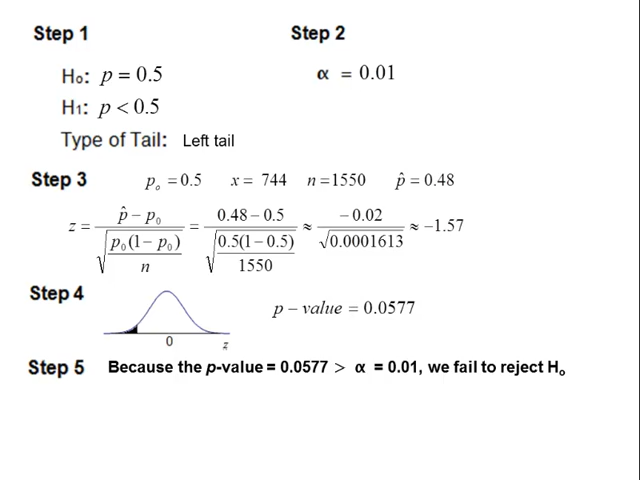 Step 1 Step 2
Ho: p = 0.5 α = 0.01
H1: p < 0.5
Type of Tail: Left tail
Step 3 pₒ = 0.5 x = 744 n = 1550 p̂ = 0.48
z = (p̂ − p₀) / √(p₀(1 − p₀) / n) = (0.48 − 0.5) / √(0.5(1 − 0.5) / 1550) ≈ −0.02 / √0.0001613 ≈ −1.57
Step 4 p − value = 0.0577
0 z
Step 5 Because the p-value = 0.0577 > α = 0.01, we fail to reject Hₒ